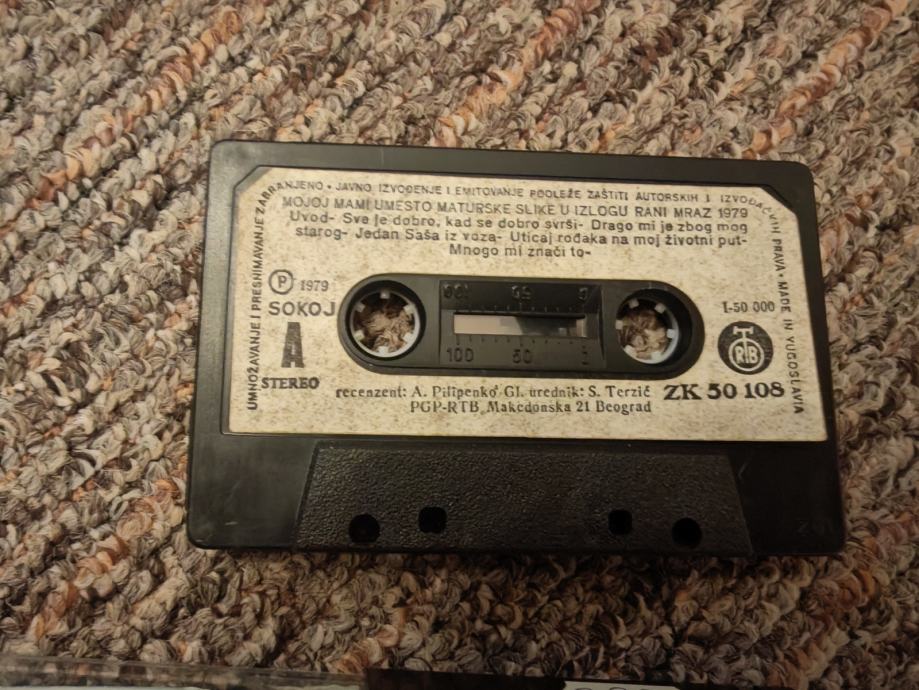 UMNOŽAVANJE I PRESNIMAVANJE ZABRANJENO • JAVNO IZVOĐENJE I EMITOVANJE PODLEŽE ZAŠTITI AUTORSKIH I IZVOĐAČKIH PRAVA • MADE IN YUGOSLAVIA
MOJOJ MAMI UMESTO MATURSKE SLIKE U IZLOGU RANI MRAZ 1979
Uvod- Sve je dobro, kad se dobro svrši- Drago mi je zbog mog
starog- Jedan Saša iz voza- Uticaj rođaka na moj životni put-
Mnogo mi znači to-
P 1979
SOKOJ
A
STEREO
100 50 0
100 50
I-50 000
RTB
recenzent: A. Pilipenko Gl. urednik: S. Terzić
PGP-RTB, Makedonska 21 Beograd
ZK 50 108